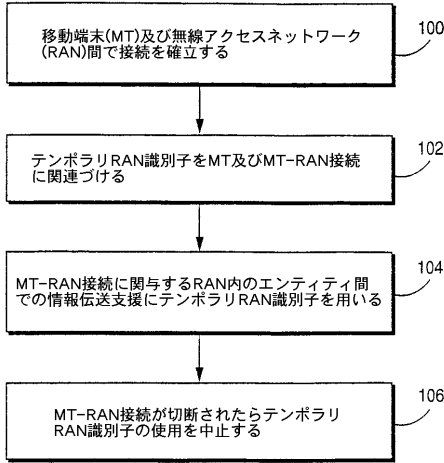 移動端末(MT)及び無線アクセスネットワーク
(RAN)間で接続を確立する
100
テンポラリRAN識別子をMT及びMT-RAN接続
に関連づける
102
MT-RAN接続に関与するRAN内のエンティティ間
での情報伝送支援にテンポラリRAN識別子を用いる
104
MT-RAN接続が切断されたらテンポラリ
RAN識別子の使用を中止する
106